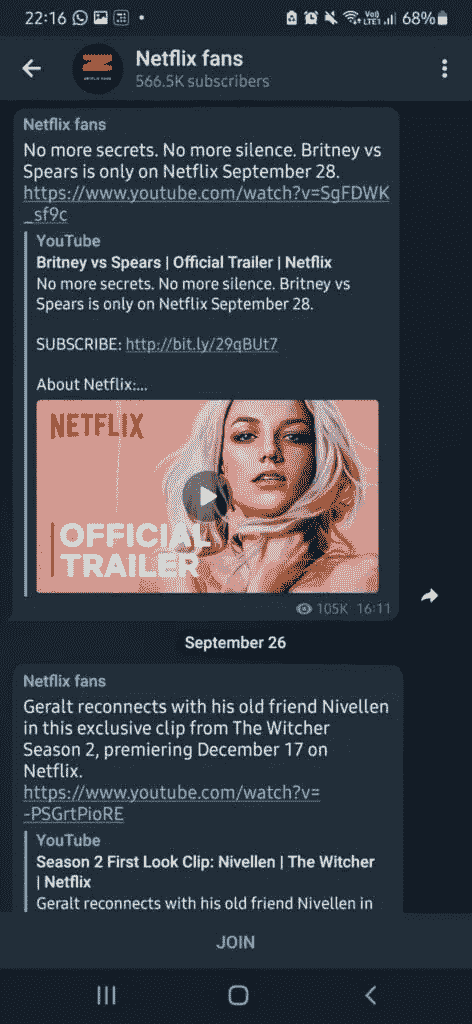 22:16
VoD
LTE1
68%
Netflix fans
566.5K subscribers
NETFLIX FANS
Netflix fans
No more secrets. No more silence. Britney vs
Spears is only on Netflix September 28.
https://www.youtube.com/watch?v=SgFDWK
_sf9c
YouTube
Britney vs Spears | Official Trailer | Netflix
No more secrets. No more silence. Britney vs
Spears is only on Netflix September 28.
SUBSCRIBE: http://bit.ly/29qBUt7
About Netflix:...
NETFLIX
OFFICIAL
TRAILER
105K 16:11
September 26
Netflix fans
Geralt reconnects with his old friend Nivellen
in this exclusive clip from The Witcher
Season 2, premiering December 17 on
Netflix.
https://www.youtube.com/watch?v=
-PSGrtPioRE
YouTube
Season 2 First Look Clip: Nivellen | The Witcher
| Netflix
Geralt reconnects with his old friend Nivellen in
JOIN